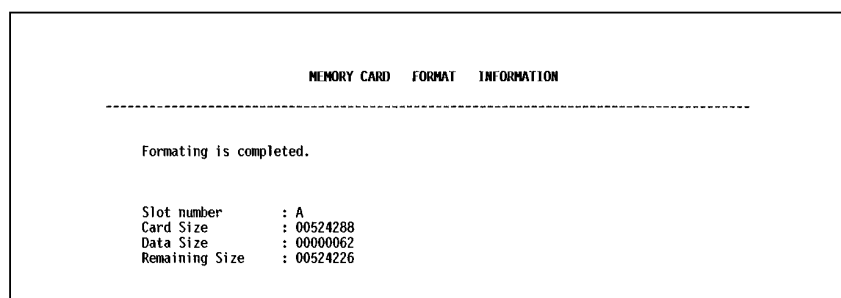 MEMORY CARD FORMAT INFORMATION
Formating is completed.
Slot number : A
Card Size : 00524288
Data Size : 00000062
Remaining Size : 00524226